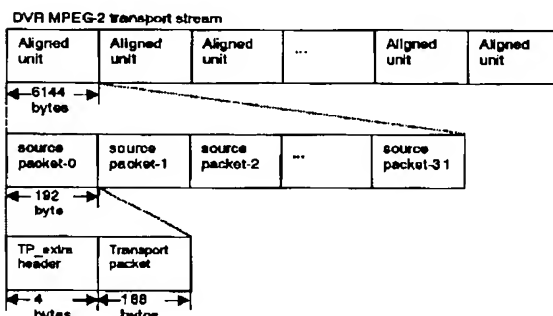 DVR MPEG-2 transport stream
Aligned unit Aligned unit Aligned unit ... Aligned unit Aligned unit
6144 bytes
source packet-0 source packet-1 source packet-2 ... source packet-31
192 byte
TP_extra header Transport packet
4 bytes 188 bytes